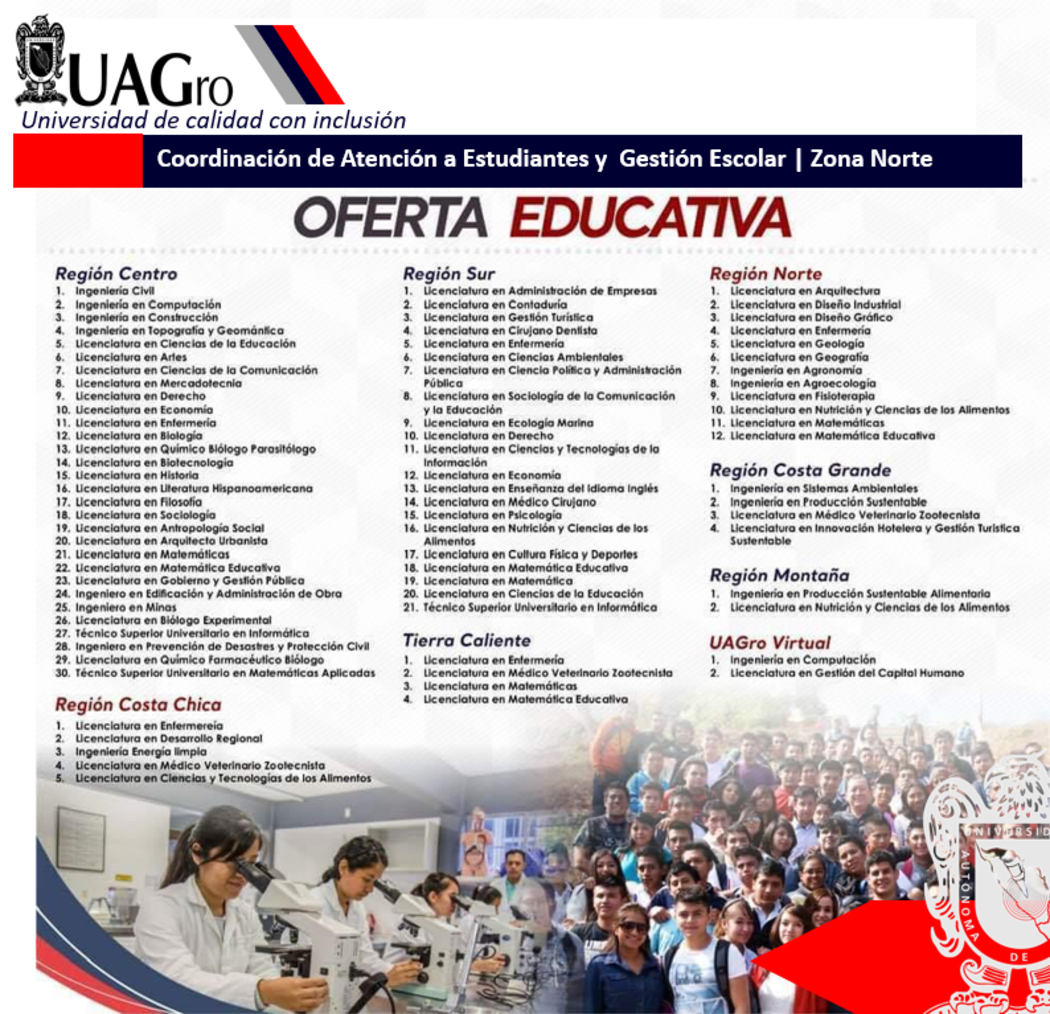 UAGro
Universidad de calidad con inclusión
Coordinación de Atención a Estudiantes y Gestión Escolar | Zona Norte
OFERTA EDUCATIVA
Región Centro
1. Ingeniería Civil
2. Ingeniería en Computación
3. Ingeniería en Construcción
4. Ingeniería en Topografía y Geomántica
5. Licenciatura en Ciencias de la Educación
6. Licenciatura en Artes
7. Licenciatura en Ciencias de la Comunicación
8. Licenciatura en Mercadotecnia
9. Licenciatura en Derecho
10. Licenciatura en Economía
11. Licenciatura en Enfermería
12. Licenciatura en Biología
13. Licenciatura en Químico Biólogo Parasitólogo
14. Licenciatura en Biotecnología
15. Licenciatura en Historia
16. Licenciatura en Literatura Hispanoamericana
17. Licenciatura en Filosofía
18. Licenciatura en Sociología
19. Licenciatura en Antropología Social
20. Licenciatura en Arquitecto Urbanista
21. Licenciatura en Matemáticas
22. Licenciatura en Matemática Educativa
23. Licenciatura en Gobierno y Gestión Pública
24. Ingeniero en Edificación y Administración de Obra
25. Ingeniero en Minas
26. Licenciatura en Biólogo Experimental
27. Técnico Superior Universitario en Informática
28. Ingeniero en Prevención de Desastres y Protección Civil
29. Licenciatura en Químico Farmacéutico Biólogo
30. Técnico Superior Universitario en Matemáticas Aplicadas
Región Costa Chica
1. Licenciatura en Enfermereía
2. Licenciatura en Desarrollo Regional
3. Ingeniería Energía limpia
4. Licenciatura en Médico Veterinario Zootecnista
5. Licenciatura en Ciencias y Tecnologías de los Alimentos
Región Sur
1. Licenciatura en Administración de Empresas
2. Licenciatura en Contaduría
3. Licenciatura en Gestión Turística
4. Licenciatura en Cirujano Dentista
5. Licenciatura en Enfermería
6. Licenciatura en Ciencias Ambientales
7. Licenciatura en Ciencia Política y Administración
Pública
8. Licenciatura en Sociología de la Comunicación
y la Educación
9. Licenciatura en Ecología Marina
10. Licenciatura en Derecho
11. Licenciatura en Ciencias y Tecnologías de la
Información
12. Licenciatura en Economía
13. Licenciatura en Enseñanza del Idioma Inglés
14. Licenciatura en Médico Cirujano
15. Licenciatura en Psicología
16. Licenciatura en Nutrición y Ciencias de los
Alimentos
17. Licenciatura en Cultura Física y Deportes
18. Licenciatura en Matemática Educativa
19. Licenciatura en Matemática
20. Licenciatura en Ciencias de la Educación
21. Técnico Superior Universitario en Informática
Tierra Caliente
1. Licenciatura en Enfermería
2. Licenciatura en Médico Veterinario Zootecnista
3. Licenciatura en Matemáticas
4. Licenciatura en Matemática Educativa
Región Norte
1. Licenciatura en Arquitectura
2. Licenciatura en Diseño Industrial
3. Licenciatura en Diseño Gráfico
4. Licenciatura en Enfermería
5. Licenciatura en Geología
6. Licenciatura en Geografía
7. Ingeniería en Agronomía
8. Ingeniería en Agroecología
9. Licenciatura en Fisioterapia
10. Licenciatura en Nutrición y Ciencias de los Alimentos
11. Licenciatura en Matemáticas
12. Licenciatura en Matemática Educativa
Región Costa Grande
1. Ingeniería en Sistemas Ambientales
2. Ingeniería en Producción Sustentable
3. Licenciatura en Médico Veterinario Zootecnista
4. Licenciatura en Innovación Hotelera y Gestión Turística
Sustentable
Región Montaña
1. Ingeniería en Producción Sustentable Alimentaria
2. Licenciatura en Nutrición y Ciencias de los Alimentos
UAGro Virtual
1. Ingeniería en Computación
2. Licenciatura en Gestión del Capital Humano
UNIVERSID
AUTÓNOMA
DE